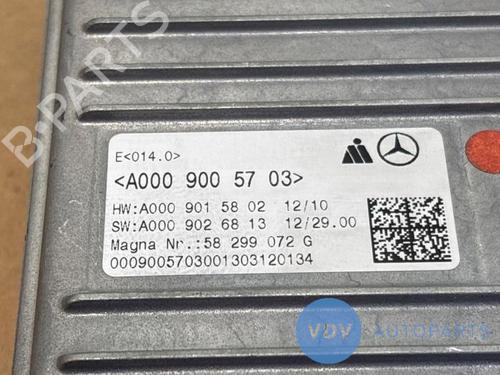 E<014.0>
<A000 900 57 03>
HW:A000 901 58 02 12/10
SW:A000 902 68 13 12/29.00
Magna Nr.:58 299 072 G
0009005703001303120134
VDV AUTOPARTS
B-PARTS